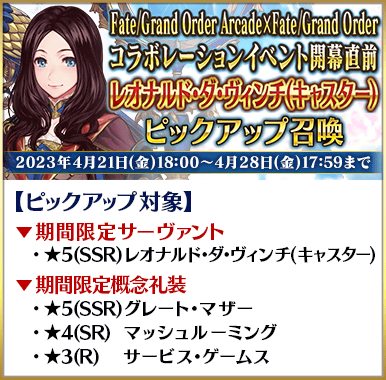 Fate/Grand Order Arcade×Fate/Grand Order
コラボレーションイベント開幕直前
レオナルド・ダ・ヴィンチ(キャスター)
ピックアップ召喚
2023年4月21日(金)18:00～4月28日(金)17:59まで
【ピックアップ対象】
▼期間限定サーヴァント
・★5(SSR)レオナルド・ダ・ヴィンチ(キャスター)
▼期間限定概念礼装
・★5(SSR)グレート・マザー
・★4(SR) マッシュルーミング
・★3(R) サービス・ゲームス